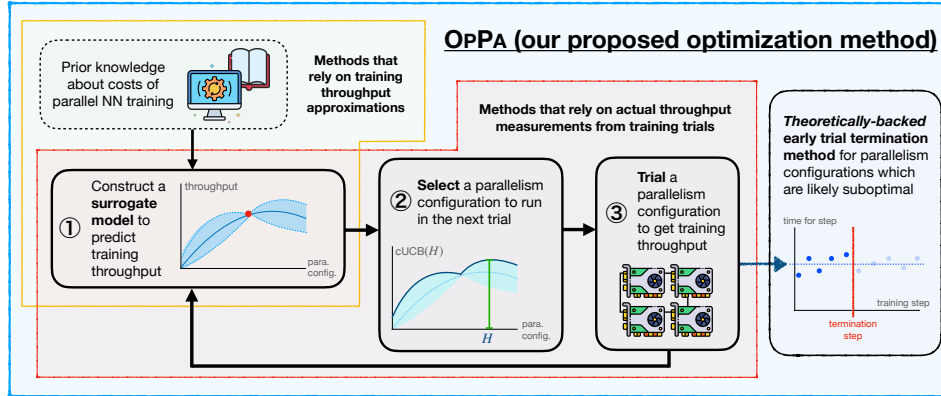 OPPA (our proposed optimization method)
Prior knowledge
about costs of
parallel NN training
Methods that
rely on training
throughput
approximations
Methods that rely on actual throughput
measurements from training trials
① Construct a
surrogate
model to
predict
training
throughput
throughput
para.
config.
② Select a parallelism
configuration to run
in the next trial
cUCB(H)
para.
config.
H
③ Trial a
parallelism
configuration
to get training
throughput
Theoretically-backed
early trial termination
method for parallelism
configurations which
are likely suboptimal
time for step
training step
termination
step